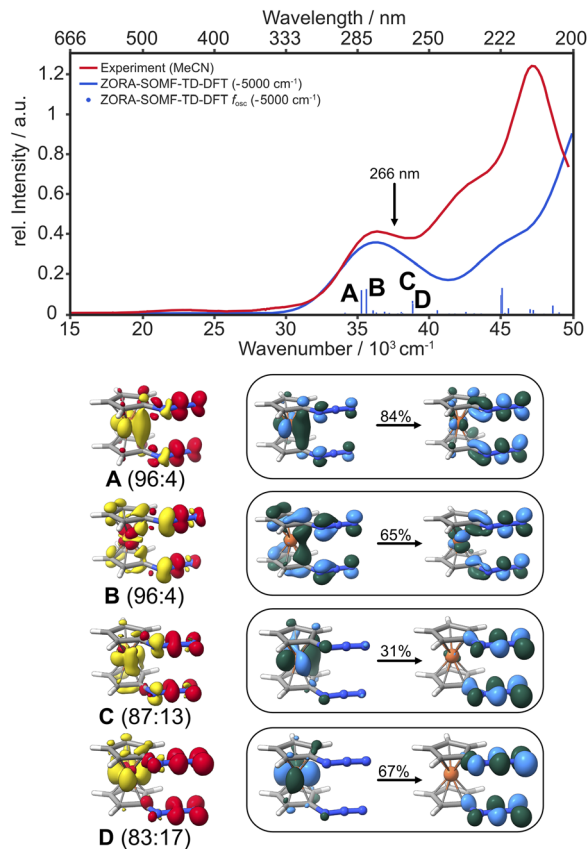 Wavelength / nm
666 500 400 333 285 250 222 200
Experiment (MeCN)
ZORA-SOMF-TD-DFT (-5000 cm⁻¹)
ZORA-SOMF-TD-DFT fosc (-5000 cm⁻¹)
rel. Intensity / a.u.
1.2
1
0.8
0.6
0.4
0.2
0
266 nm
A B C D
15 20 25 30 35 40 45 50
Wavenumber / 10³ cm⁻¹
84%
A (96:4)
65%
B (96:4)
31%
C (87:13)
67%
D (83:17)